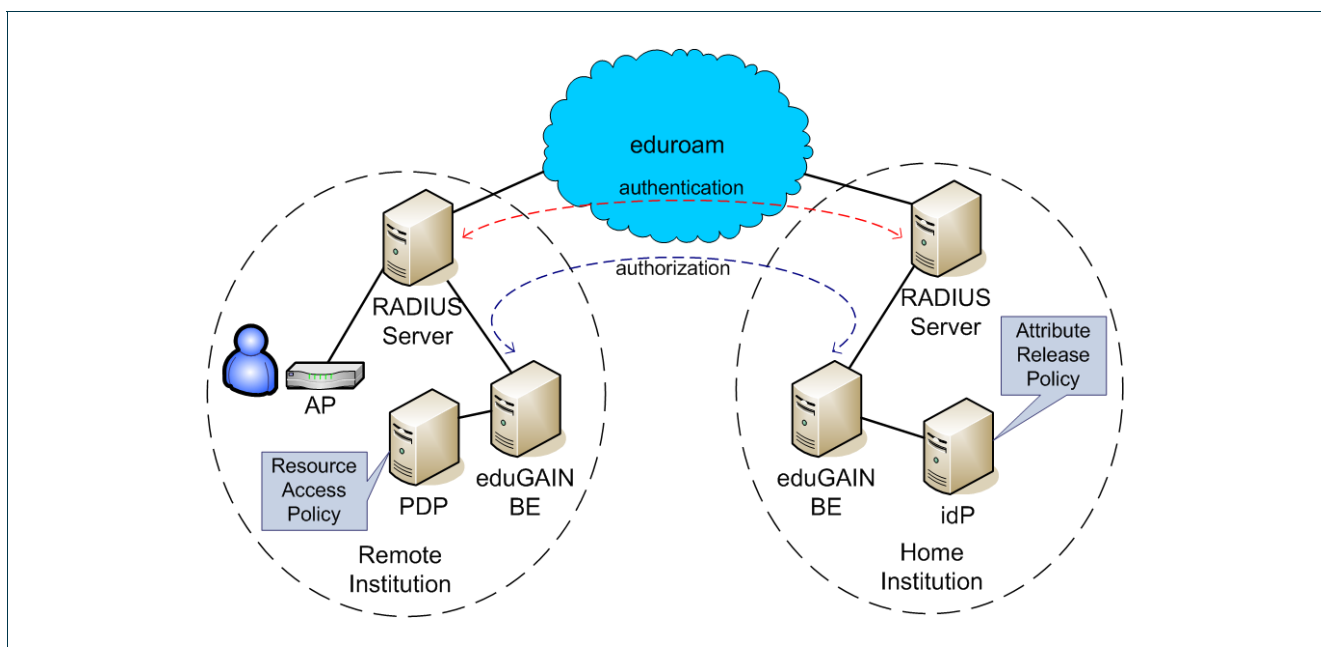 eduroam
authentication
authorization
RADIUS
Server
AP
Resource
Access
Policy
PDP
eduGAIN
BE
Remote
Institution
RADIUS
Server
Attribute
Release
Policy
eduGAIN
BE
idP
Home
Institution